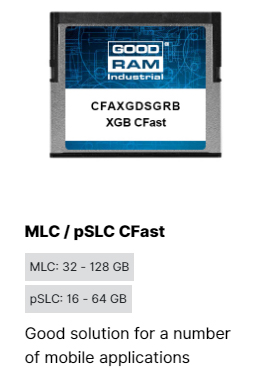 GOOD
RAM
Industrial
CFAXGDSGRB
XGB CFast
MLC / pSLC CFast
MLC: 32 - 128 GB
pSLC: 16 - 64 GB
Good solution for a number
of mobile applications